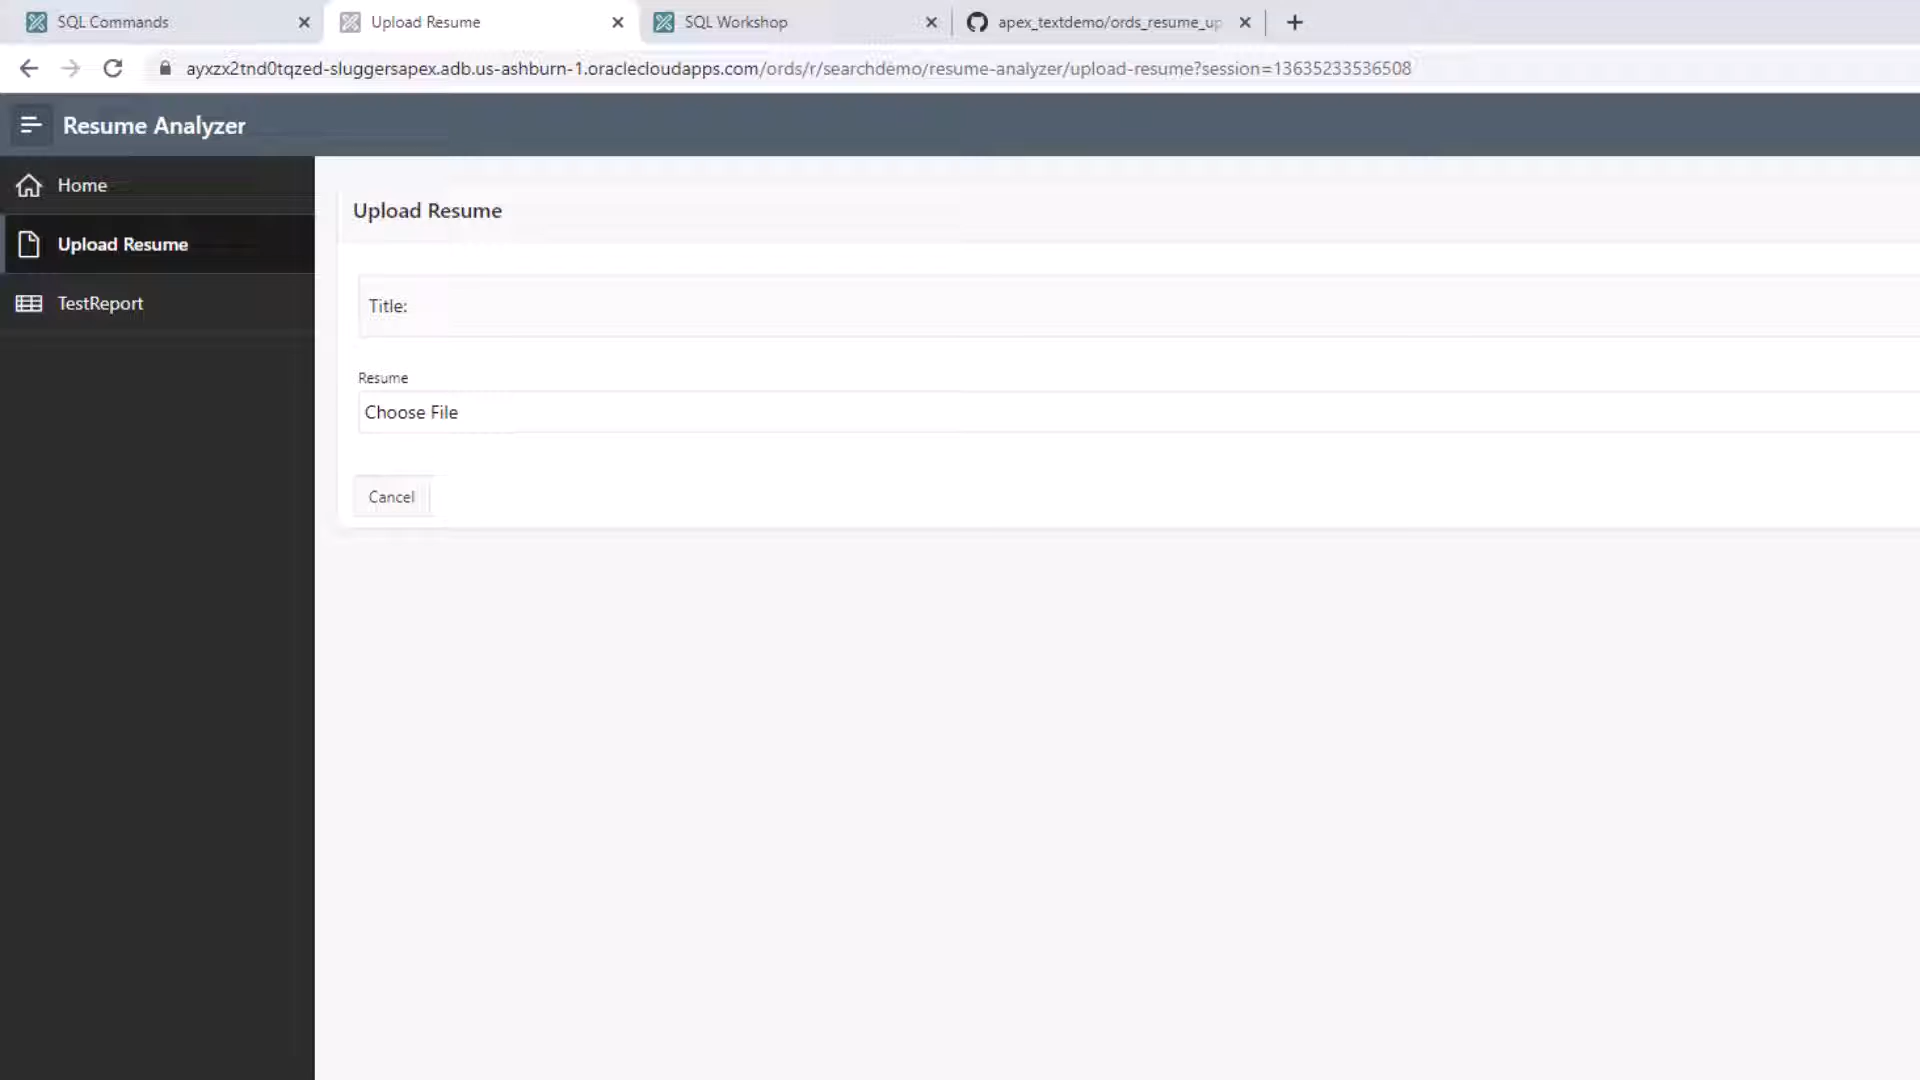 SQL Commands
Upload Resume
SQL Workshop
apex_textdemo/ords_resume_up
ayxzx2tnd0tqzed-sluggersapex.adb.us-ashburn-1.oraclecloudapps.com/ords/r/searchdemo/resume-analyzer/upload-resume?session=13635233536508
Resume Analyzer
Home
Upload Resume
TestReport
Upload Resume
Title:
Resume
Choose File
Cancel